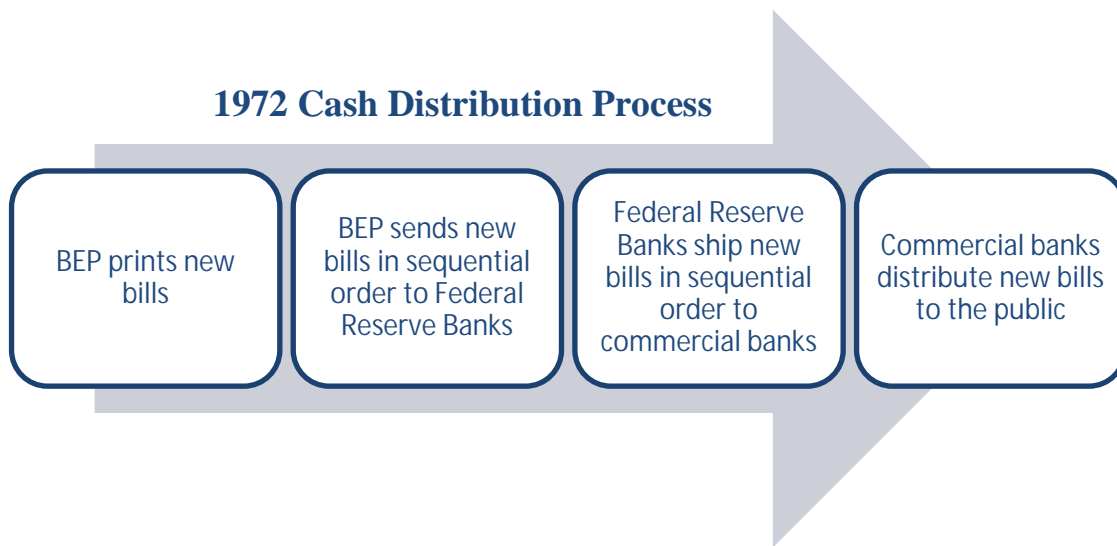 1972 Cash Distribution Process
BEP prints new
bills
BEP sends new
bills in sequential
order to Federal
Reserve Banks
Federal Reserve
Banks ship new
bills in sequential
order to
commercial banks
Commercial banks
distribute new bills
to the public